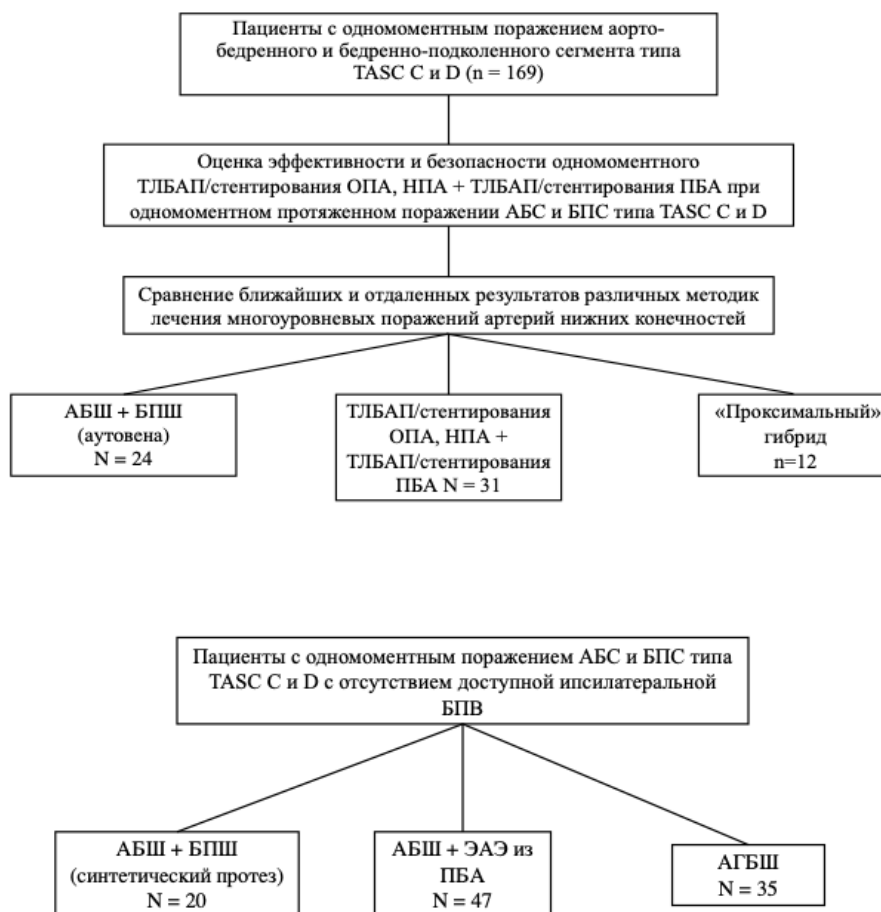 Пациенты с одномоментным поражением аорто-
бедренного и бедренно-подколенного сегмента типа
TASC C и D (n = 169)
Оценка эффективности и безопасности одномоментного
ТЛБАП/стентирования ОПА, НПА + ТЛБАП/стентирования ПБА при
одномоментном протяженном поражении АБС и БПС типа TASC C и D
Сравнение ближайших и отдаленных результатов различных методик
лечения многоуровневых поражений артерий нижних конечностей
АБШ + БПШ
(аутовена)
N = 24
ТЛБАП/стентирования
ОПА, НПА +
ТЛБАП/стентирования
ПБА N = 31
«Проксимальный»
гибрид
n=12
Пациенты с одномоментным поражением АБС и БПС типа
TASC C и D с отсутствием доступной ипсилатеральной
БПВ
АБШ + БПШ
(синтетический протез)
N = 20
АБШ + ЭАЭ из
ПБА
N = 47
АГБШ
N = 35